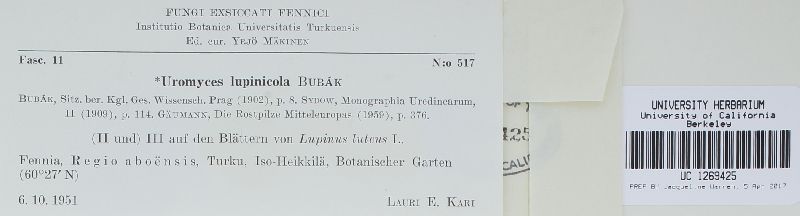 FUNGI EXSICCATI FENNICI
Institutio Botanica Universitatis Turkuensis
Ed. cur. YRJÖ MÄKINEN
Fasc. 11 N:o 517
*Uromyces lupinicola BUBÁK
BUBÁK, Sitz. ber. Kgl. Ges. Wissensch. Prag (1902), p. 8. SYDOW, Monographia Uredinearum,
II (1909), p. 114. GÄUMANN, Die Rostpilze Mitteleuropas (1959), p. 376.
(II und) III auf den Blättern von Lupinus luteus L.
Fennia, Regio aboënsis, Turku, Iso-Heikkilä, Botanischer Garten
(60°27′ N)
6. 10. 1951 LAURI E. KARI
425
CALIF
UNIVERSITY HERBARIUM
University of California
Berkeley
UC 1269425
PREP BY Jacqueline Warren, 5 Apr 2017